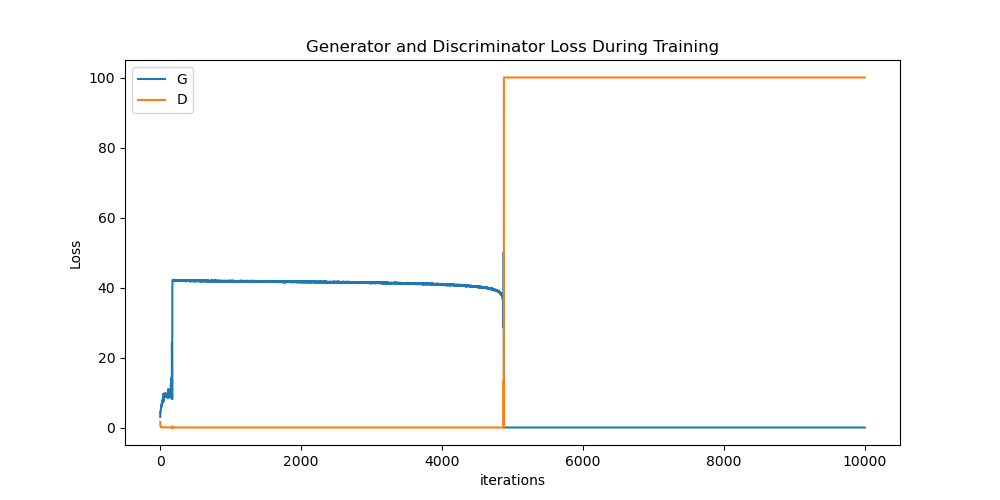 Generator and Discriminator Loss During Training
G
D
100
80
60
40
20
0
Loss
0 2000 4000 6000 8000 10000
iterations